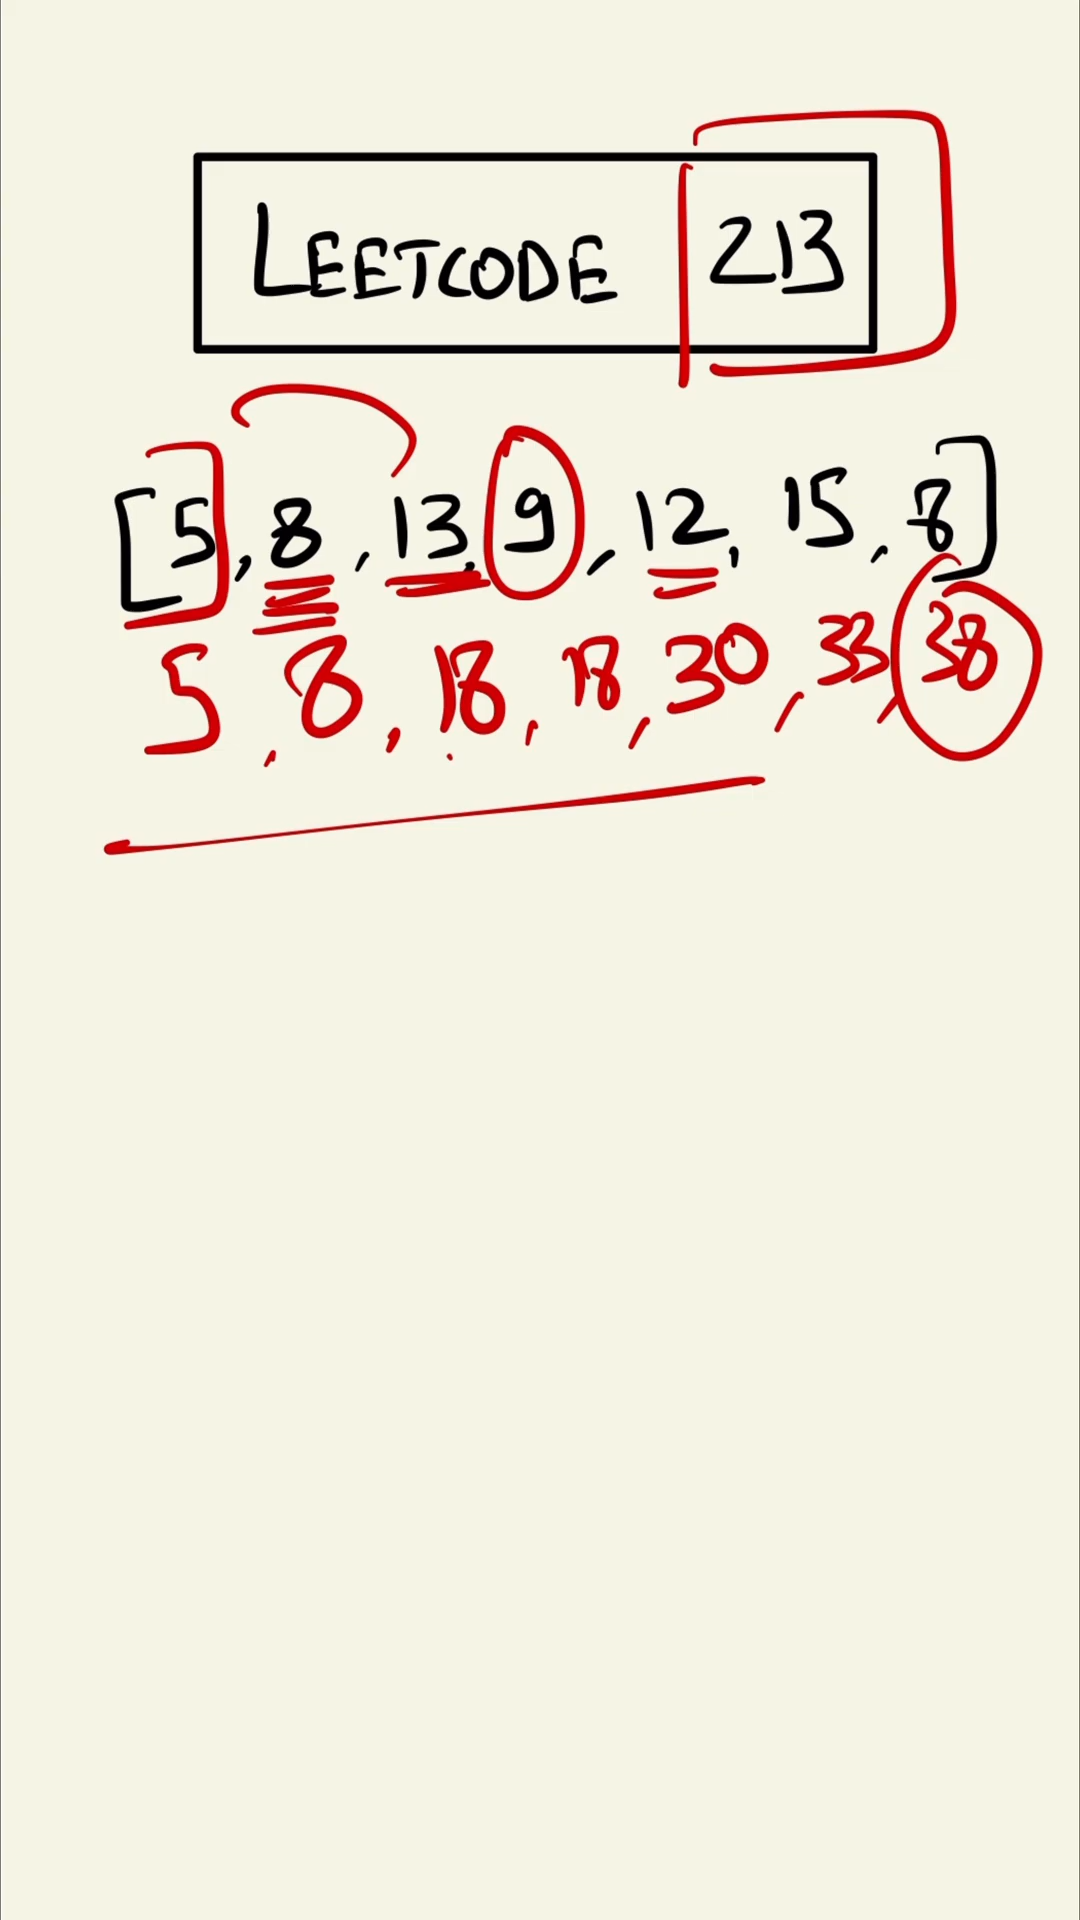 LEETCODE 213
[5, 8, 13, 9, 12, 15, 8]
5, 8, 18, 18, 30, 33, 38